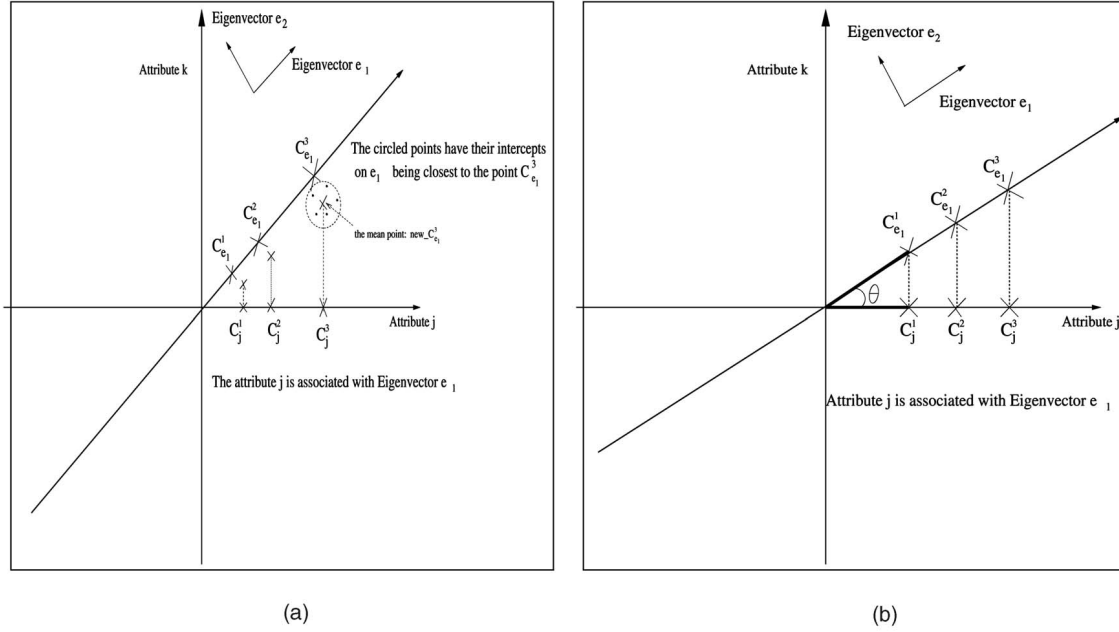 Eigenvector e₂
Attribute k
Eigenvector e ₁
C³e₁
The circled points have their intercepts
on e₁ being closest to the point C³e₁
C²e₁
the mean point: new_C³e₁
C¹e₁
Attribute j
C¹j C²j C³j
The attribute j is associated with Eigenvector e ₁
(a)
Eigenvector e₂
Attribute k
Eigenvector e₁
C³e₁
C²e₁
C¹e₁
θ
Attribute j
C¹j C²j C³j
Attribute j is associated with Eigenvector e ₁
(b)